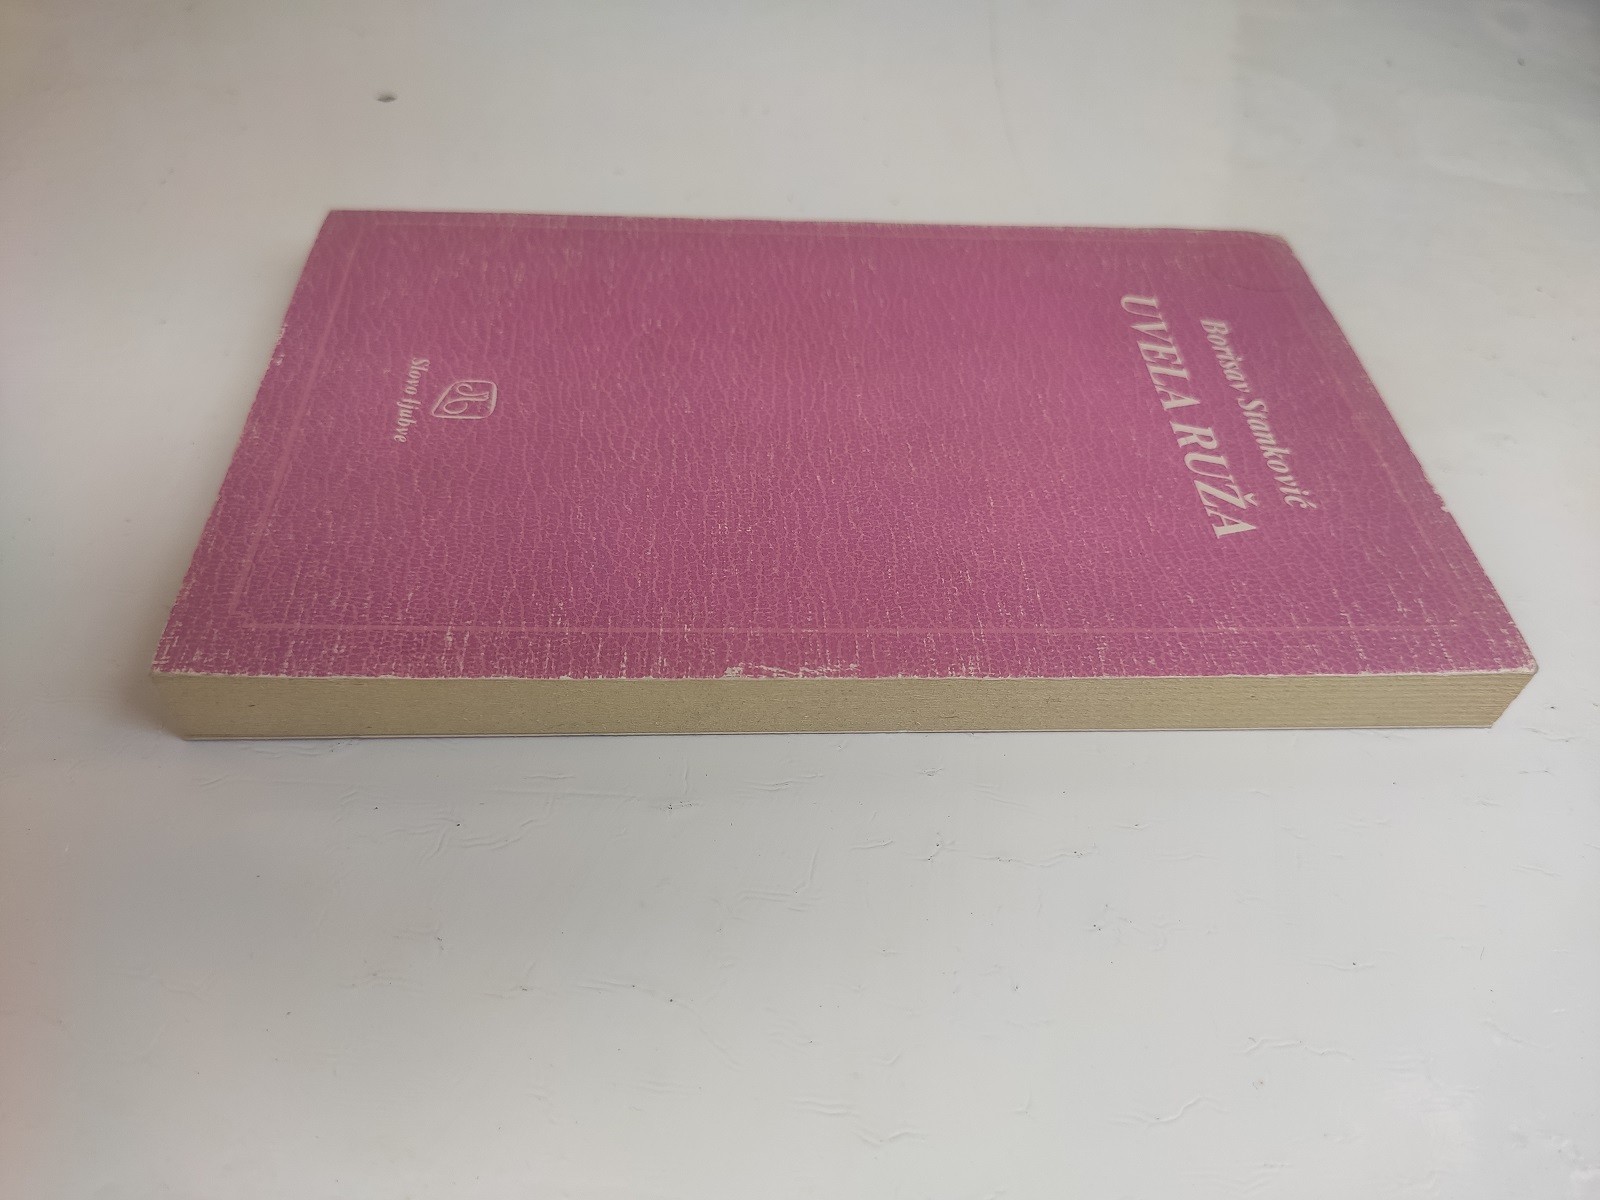 Borisav Stanković
UVELA RUŽA
Slovo ljubve